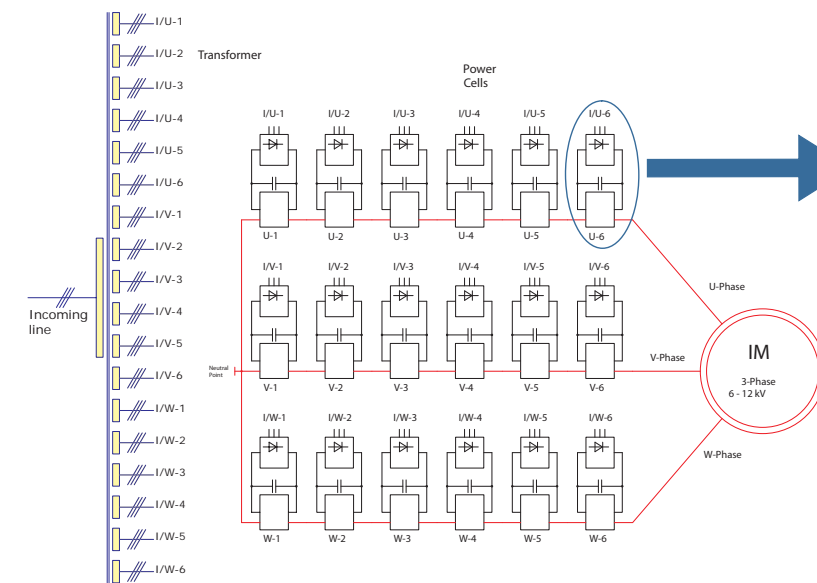 I/U-1
I/U-2
I/U-3
I/U-4
I/U-5
I/U-6
I/V-1
I/V-2
I/V-3
I/V-4
I/V-5
I/V-6
I/W-1
I/W-2
I/W-3
I/W-4
I/W-5
I/W-6
Transformer
Incoming
line
Power
Cells
I/U-1 I/U-2 I/U-3 I/U-4 I/U-5 I/U-6
U-1 U-2 U-3 U-4 U-5 U-6
I/V-1 I/V-2 I/V-3 I/V-4 I/V-5 I/V-6
Neutral
Point
V-1 V-2 V-3 V-4 V-5 V-6
I/W-1 I/W-2 I/W-3 I/W-4 I/W-5 I/W-6
W-1 W-2 W-3 W-4 W-5 W-6
U-Phase
V-Phase
W-Phase
IM
3-Phase
6 - 12 kV